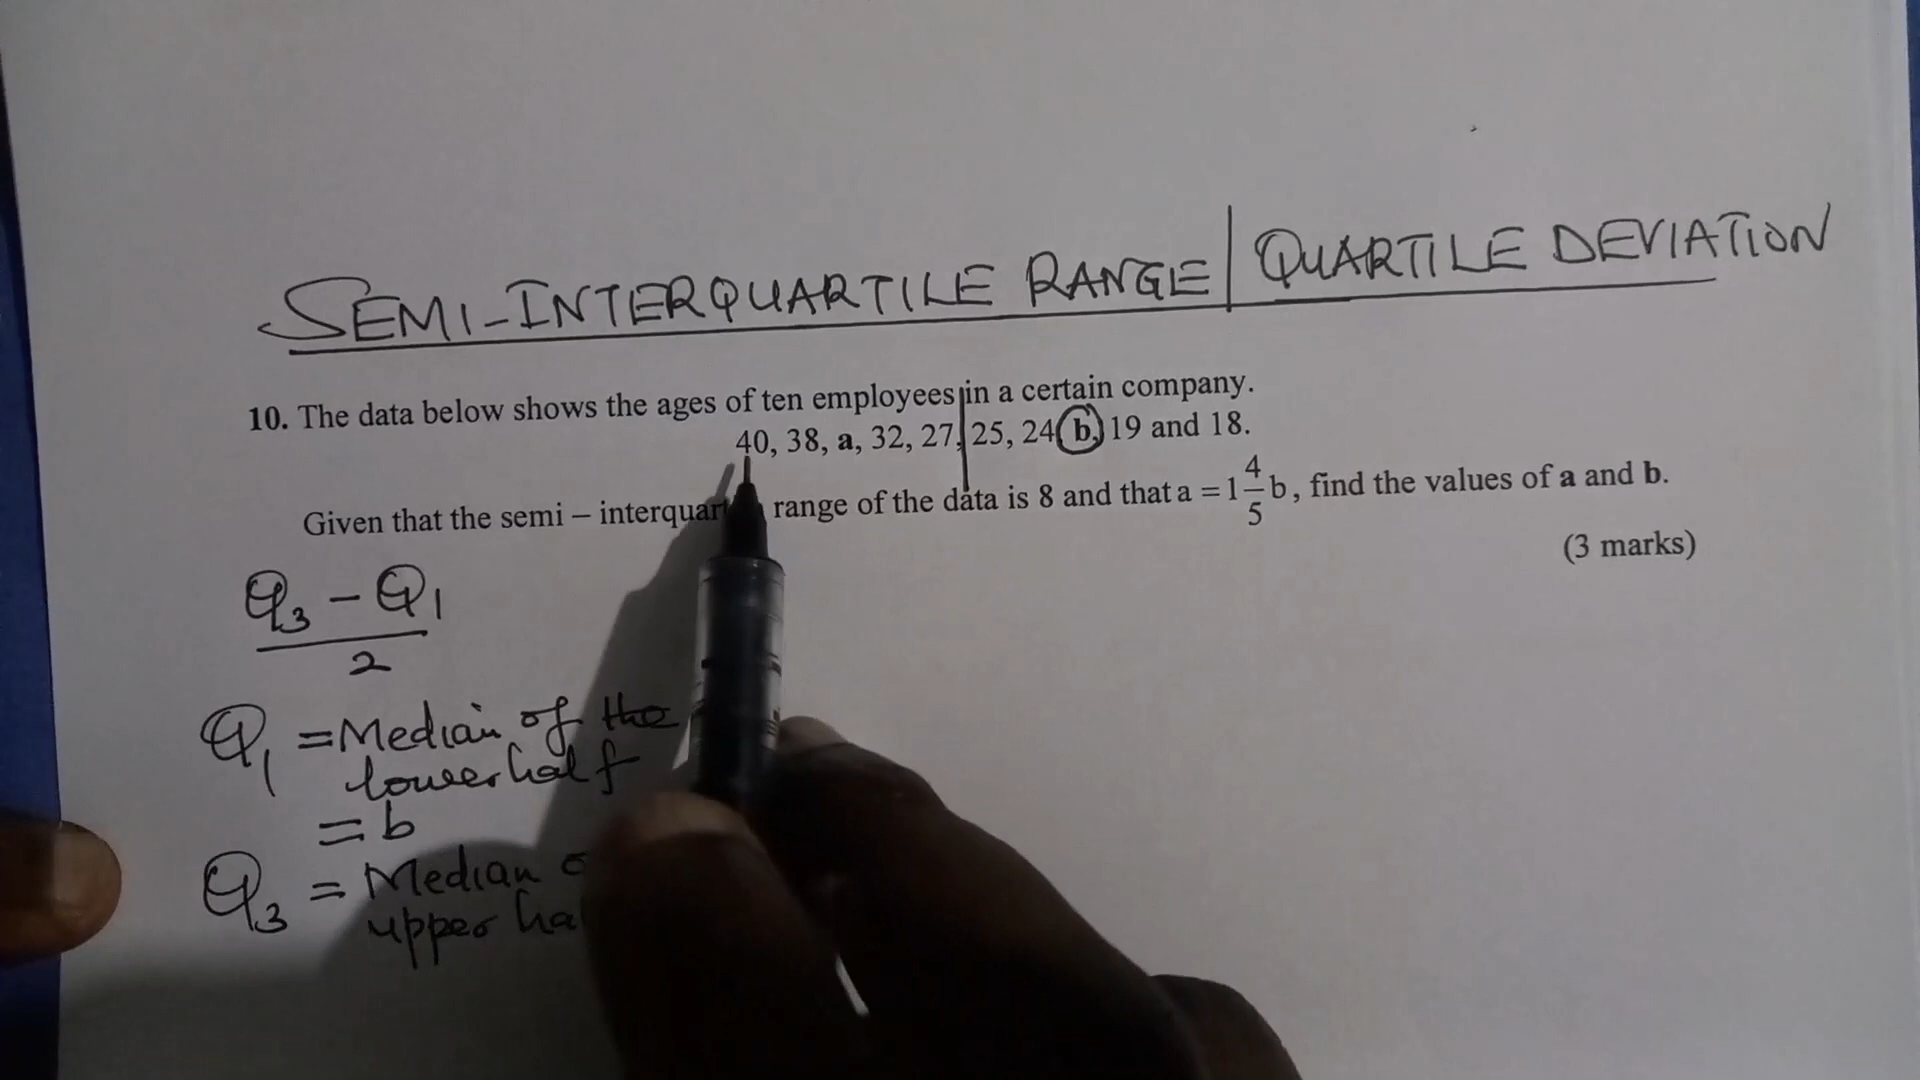 SEMI-INTERQUARTILE RANGE | QUARTILE DEVIATION
10. The data below shows the ages of ten employees in a certain company.
40, 38, a, 32, 27, 25, 24 b, 19 and 18.
Given that the semi – range of the data is 8 and that a = 1 4/5 b, find the values of a and b.
(3 marks)
Q3 - Q1
2
Q1 = Median of the
lower half
= b
Q3 = Median
upper